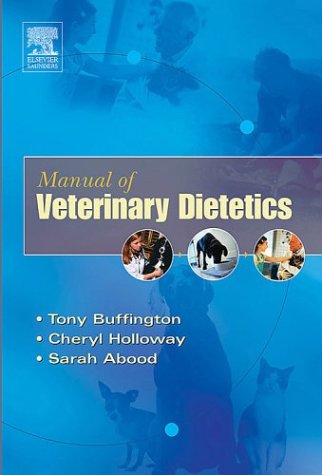 ELSEVIER
SAUNDERS
Manual of
Veterinary Dietetics
• Tony Buffington
• Cheryl Holloway
• Sarah Abood